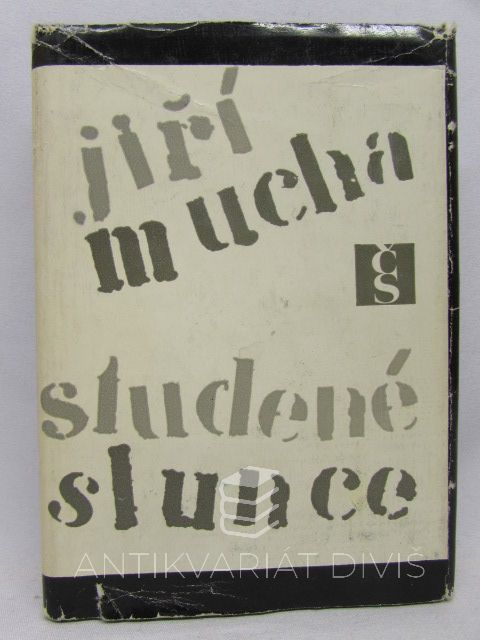 jiří
mucha
ČS
studené
slunce
ANTIKVARIÁT DIVIŠ